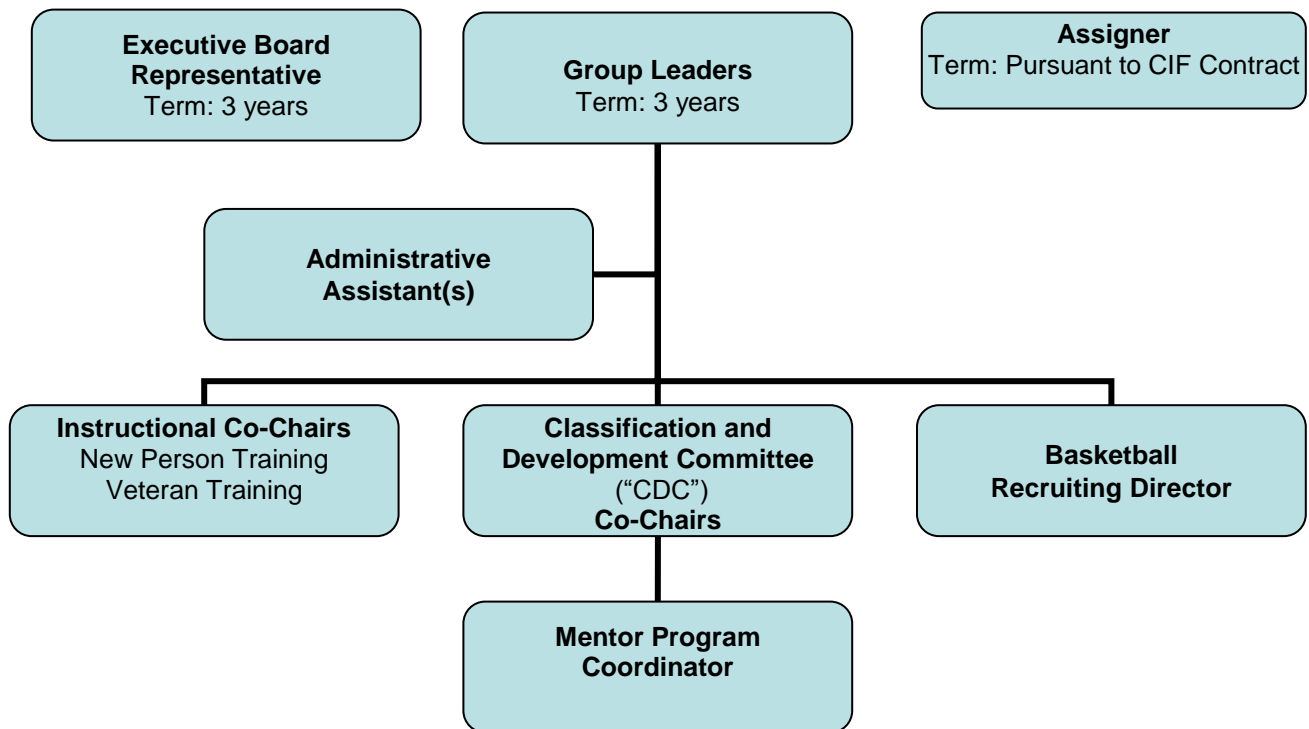 Executive Board
Representative
Term: 3 years
Group Leaders
Term: 3 years
Assigner
Term: Pursuant to CIF Contract
Administrative
Assistant(s)
Instructional Co-Chairs
New Person Training
Veteran Training
Classification and
Development Committee
(“CDC”)
Co-Chairs
Basketball
Recruiting Director
Mentor Program
Coordinator